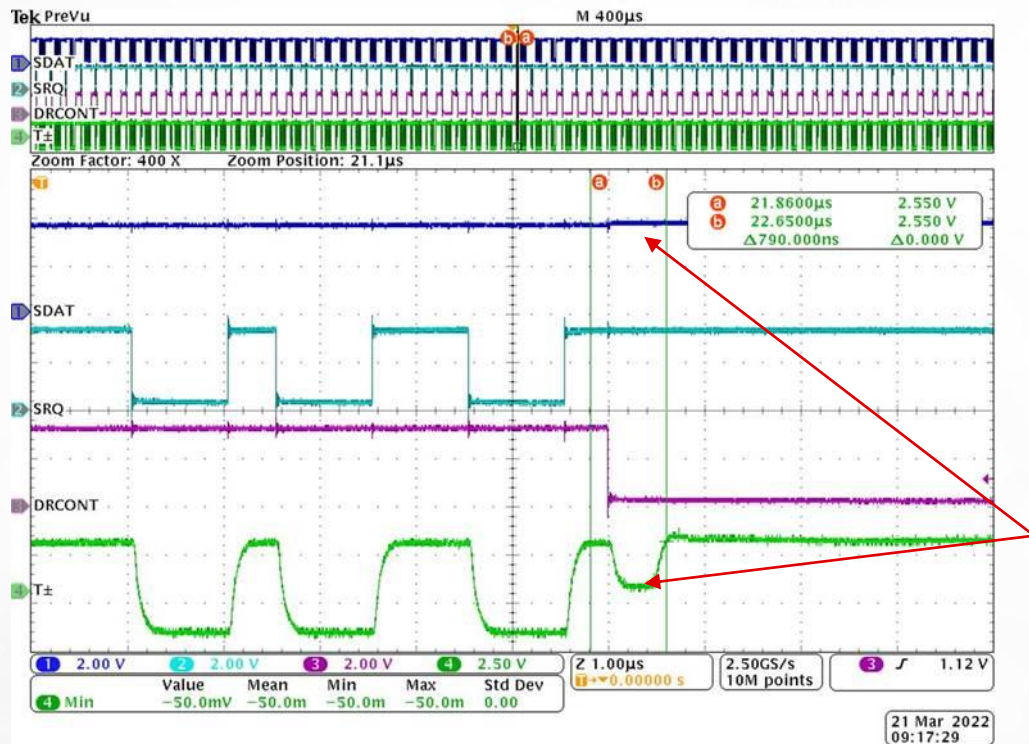 Tek PreVu M 400µs
b a
1 SDAT
2 SRQ
3 DRCONT
4 T±
Zoom Factor: 400 X Zoom Position: 21.1µs
T
a b
a 21.8600µs 2.550 V
b 22.6500µs 2.550 V
Δ790.000ns Δ0.000 V
1 SDAT
2 SRQ
3 DRCONT
4 T±
1 2.00 V 2 2.00 V 3 2.00 V 4 2.50 V Z 1.00µs 2.50GS/s 3 1.12 V
T→▼0.00000 s 10M points
Value Mean Min Max Std Dev
4 Min −50.0mV −50.0m −50.0m −50.0m 0.00
21 Mar 2022
09:17:29